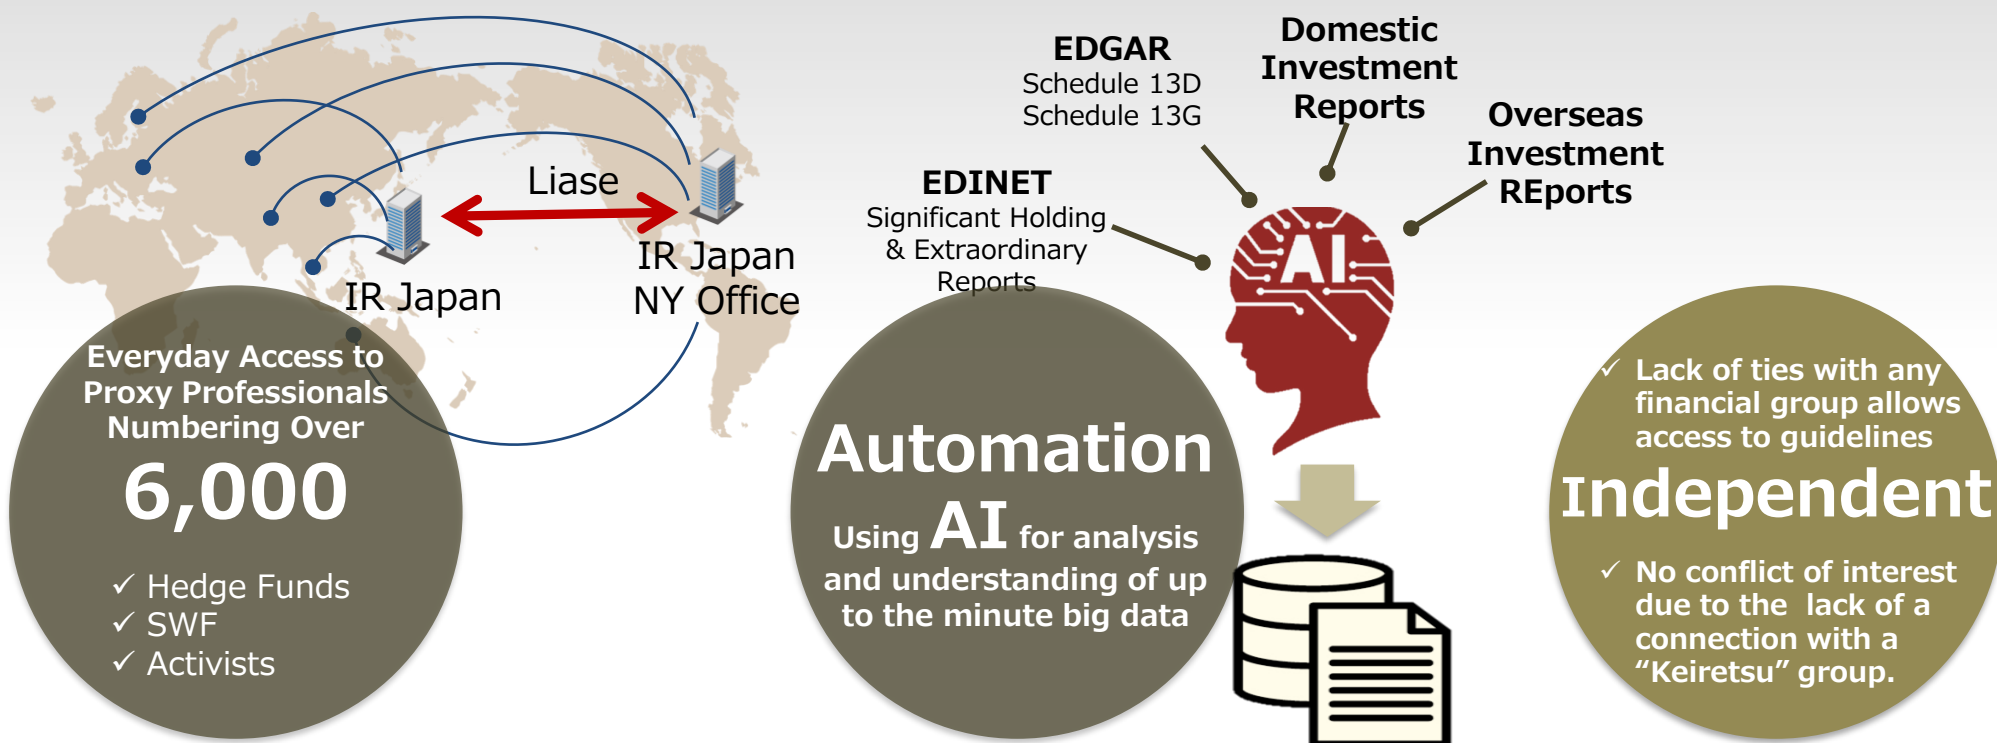 Liase
IR Japan
IR Japan
NY Office
Everyday Access to
Proxy Professionals
Numbering Over
6,000
✓ Hedge Funds
✓ SWF
✓ Activists
EDGAR
Schedule 13D
Schedule 13G
Domestic
Investment
Reports
Overseas
Investment
REports
EDINET
Significant Holding
& Extraordinary
Reports
AI
Automation
AI
Using AI for analysis
and understanding of up
to the minute big data
✓ Lack of ties with any
financial group allows
access to guidelines
Independent
✓ No conflict of interest
due to the lack of a
connection with a
“Keiretsu” group.